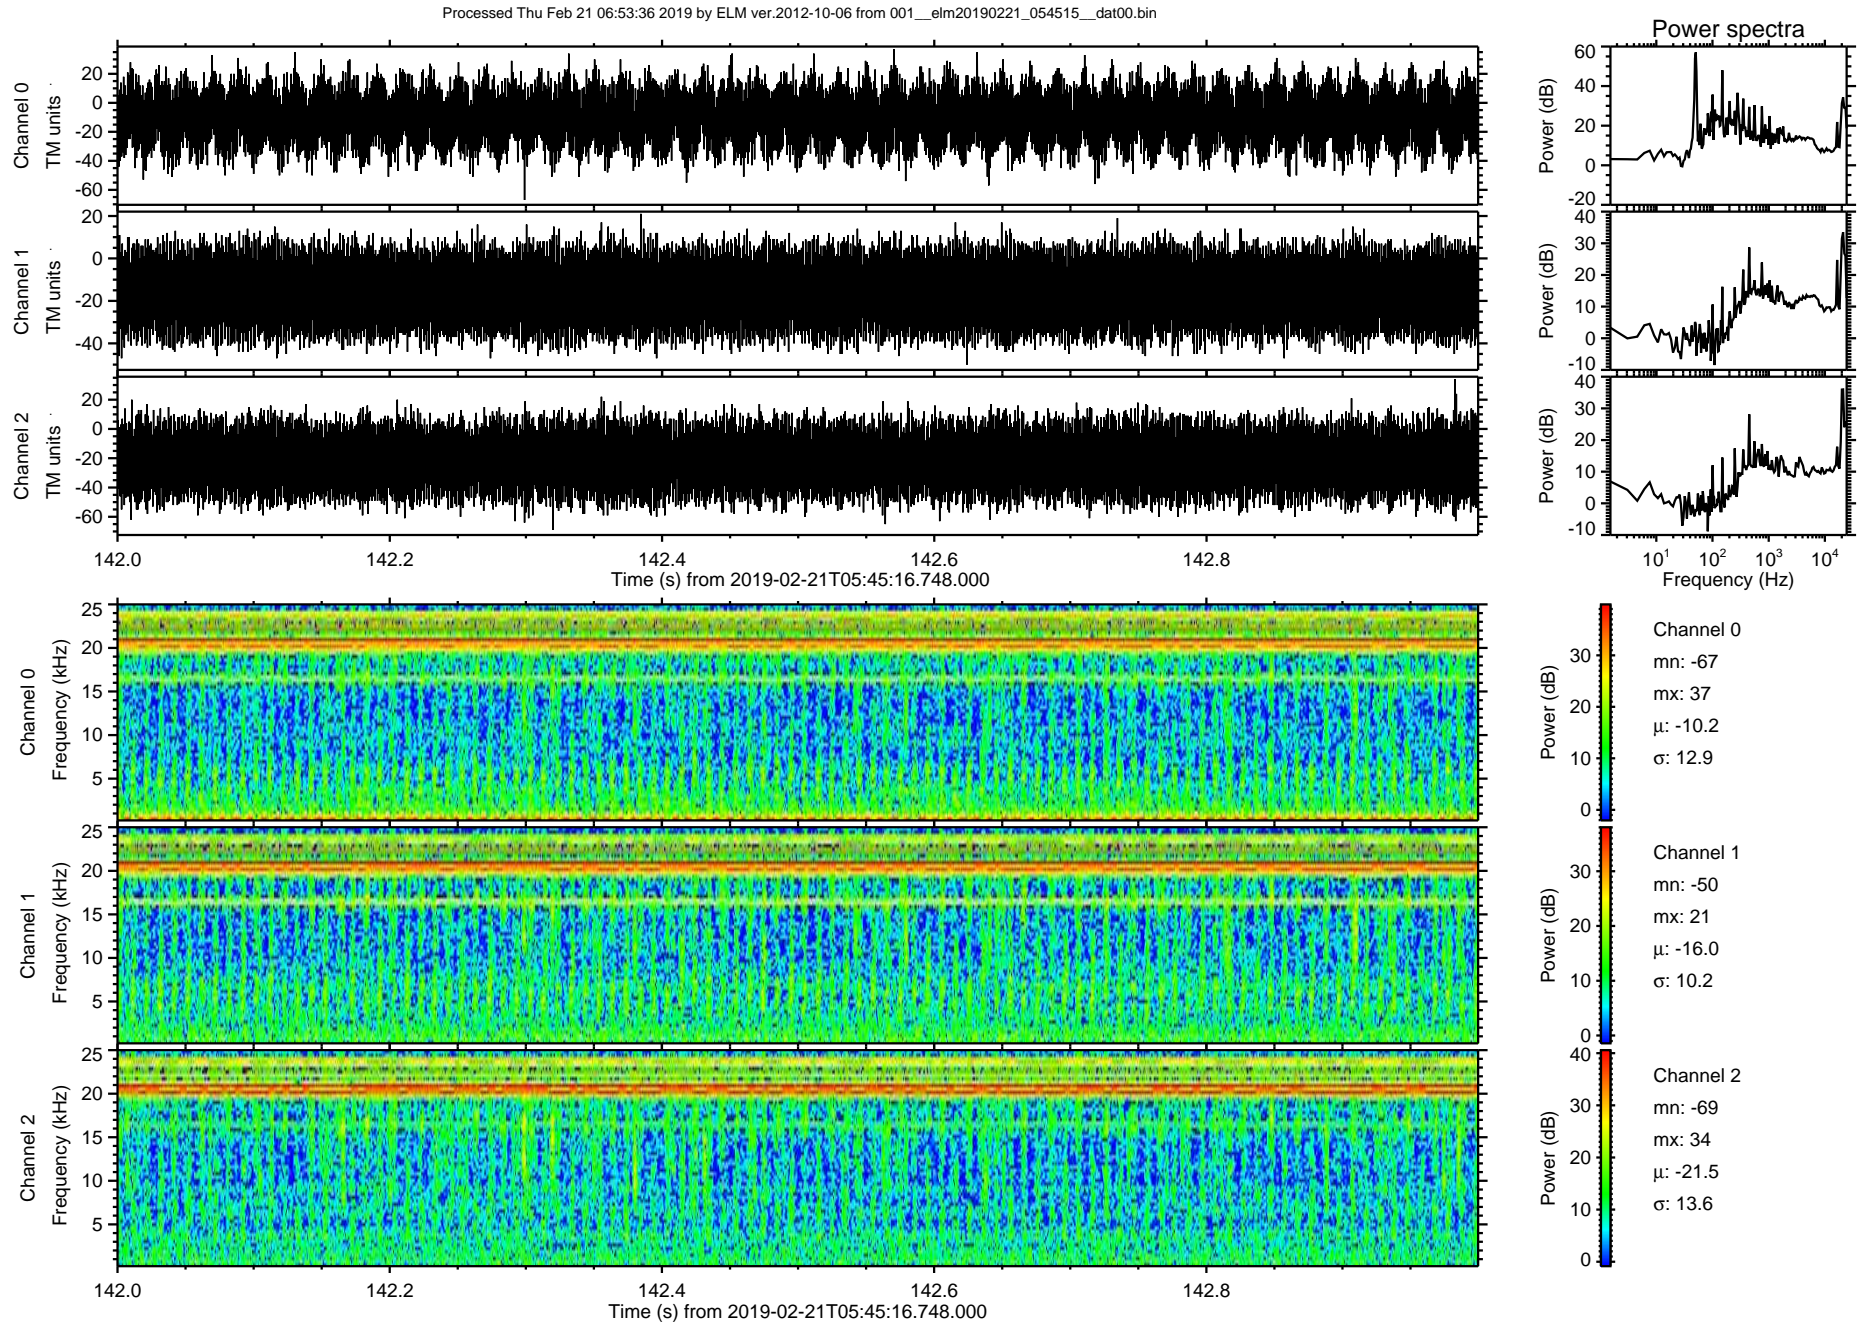 Processed Thu Feb 21 06:53:36 2019 by ELM ver.2012-10-06 from 001__elm20190221_054515__dat00.bin
Power spectra
Channel 0
TM units
20
0
-20
-40
-60
Power (dB)
60
40
20
0
-20
Channel 1
TM units
20
0
-20
-40
Power (dB)
40
30
20
10
0
-10
Channel 2
TM units
20
0
-20
-40
-60
Power (dB)
40
30
20
10
0
-10
142.0 142.2 142.4 142.6 142.8
Time (s) from 2019-02-21T05:45:16.748.000
10^1 10^2 10^3 10^4
Frequency (Hz)
Channel 0
Frequency (kHz)
25
20
15
10
5
Power (dB)
30
20
10
0
Channel 0
mn: -67
mx: 37
μ: -10.2
σ: 12.9
Channel 1
Frequency (kHz)
25
20
15
10
5
Power (dB)
30
20
10
0
Channel 1
mn: -50
mx: 21
μ: -16.0
σ: 10.2
Channel 2
Frequency (kHz)
25
20
15
10
5
Power (dB)
40
30
20
10
0
Channel 2
mn: -69
mx: 34
μ: -21.5
σ: 13.6
142.0 142.2 142.4 142.6 142.8
Time (s) from 2019-02-21T05:45:16.748.000